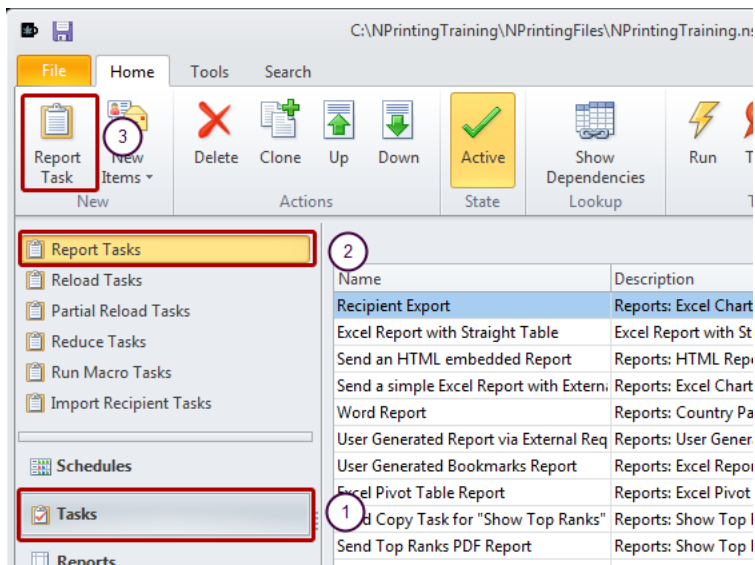 C:\NPrintingTraining\NPrintingFiles\NPrintingTraining.ns
File Home Tools Search
Report Task
3
New Items
Delete
Clone
Up
Down
Active
Show Dependencies
Run
New
Actions
State
Lookup
Report Tasks
2
Reload Tasks
Partial Reload Tasks
Reduce Tasks
Run Macro Tasks
Import Recipient Tasks
Schedules
Tasks
1
Reports
Name Description
Recipient Export Reports: Excel Chart
Excel Report with Straight Table Excel Report with St
Send an HTML embedded Report Reports: HTML Repo
Send a simple Excel Report with Extern Reports: Excel Chart
Word Report Reports: Country Pa
User Generated Report via External Req Reports: User Gener
User Generated Bookmarks Report Reports: Excel Repor
Excel Pivot Table Report Reports: Excel Pivot
d Copy Task for "Show Top Ranks" Reports: Show Top
Send Top Ranks PDF Report Reports: Show Top